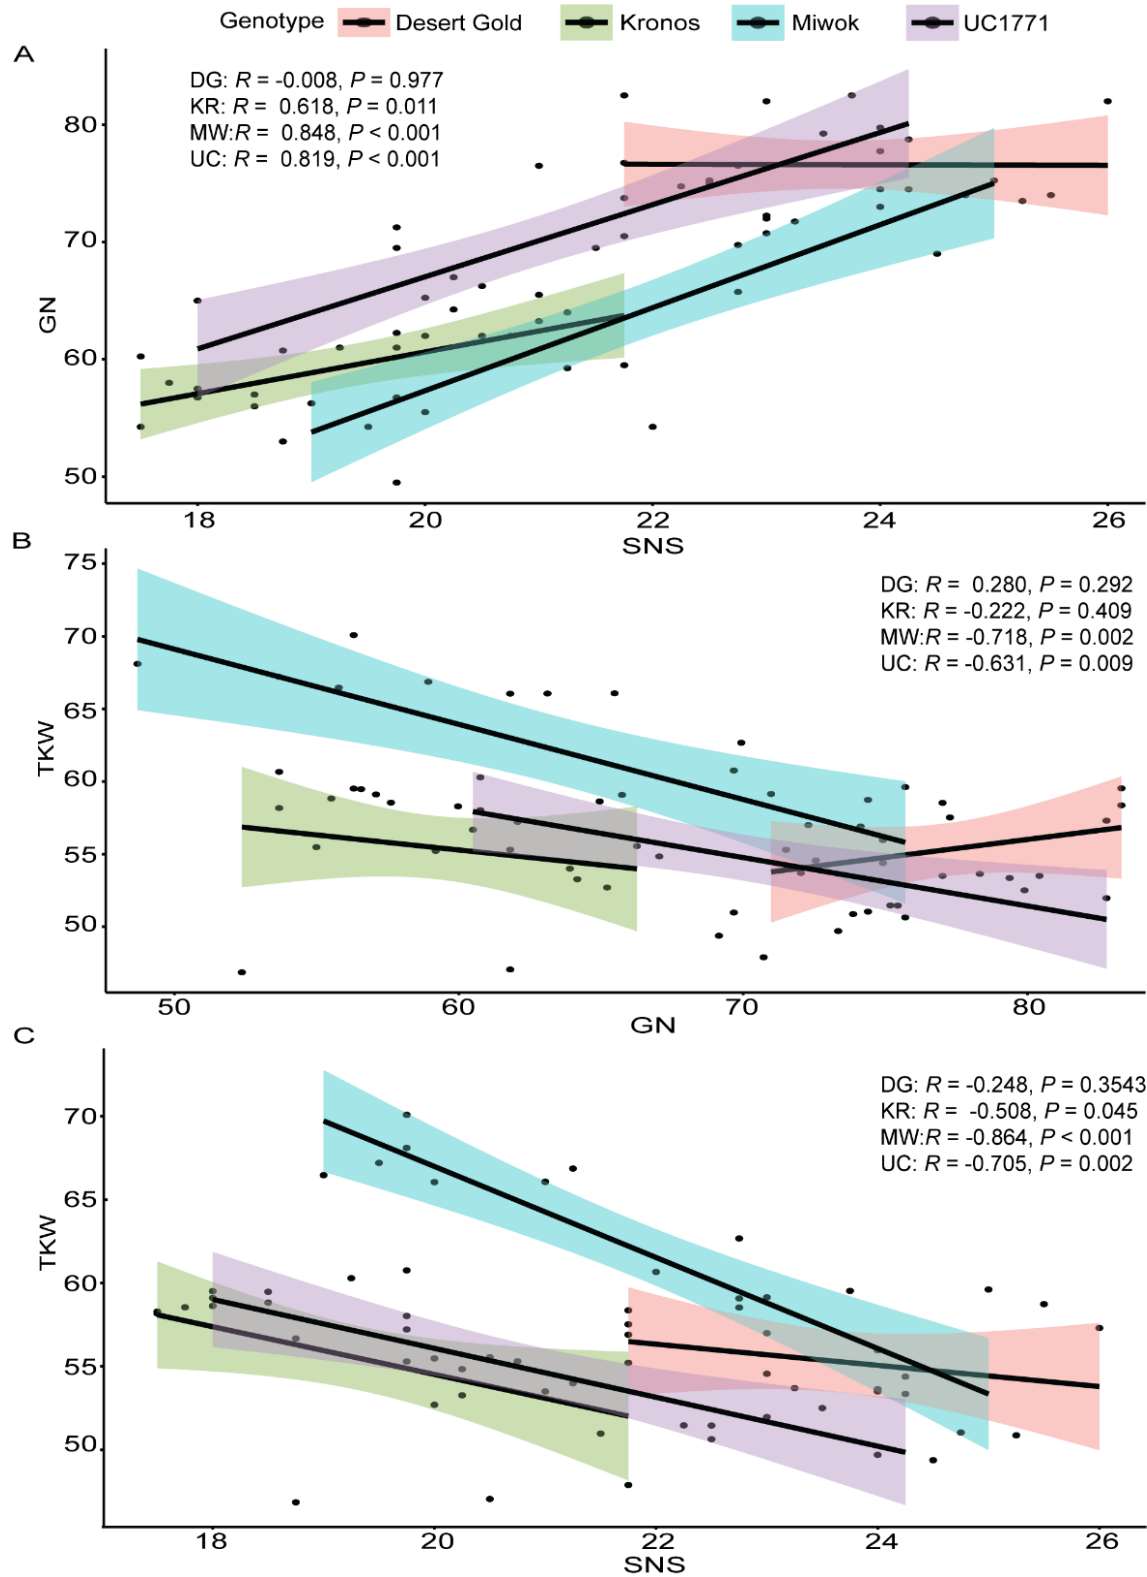 Genotype Desert Gold Kronos Miwok UC1771
A
DG: R = -0.008, P = 0.977
KR: R = 0.618, P = 0.011
MW:R = 0.848, P < 0.001
UC: R = 0.819, P < 0.001
80
70
60
50
GN
18 20 22 24 26
SNS
B
DG: R = 0.280, P = 0.292
KR: R = -0.222, P = 0.409
MW:R = -0.718, P = 0.002
UC: R = -0.631, P = 0.009
75
70
65
60
55
50
TKW
50 60 70 80
GN
C
DG: R = -0.248, P = 0.3543
KR: R = -0.508, P = 0.045
MW:R = -0.864, P < 0.001
UC: R = -0.705, P = 0.002
70
65
60
55
50
TKW
18 20 22 24 26
SNS